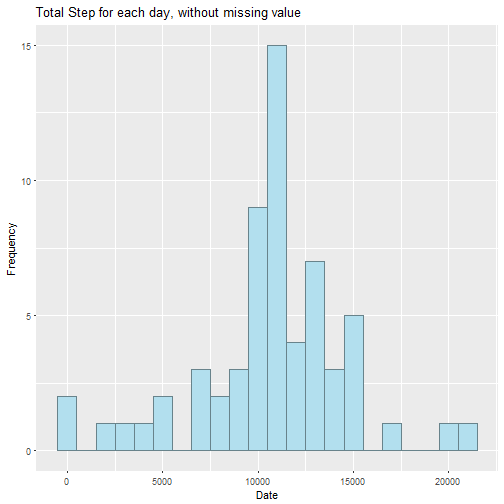 Total Step for each day, without missing value
15
10
5
0
Frequency
0 5000 10000 15000 20000
Date